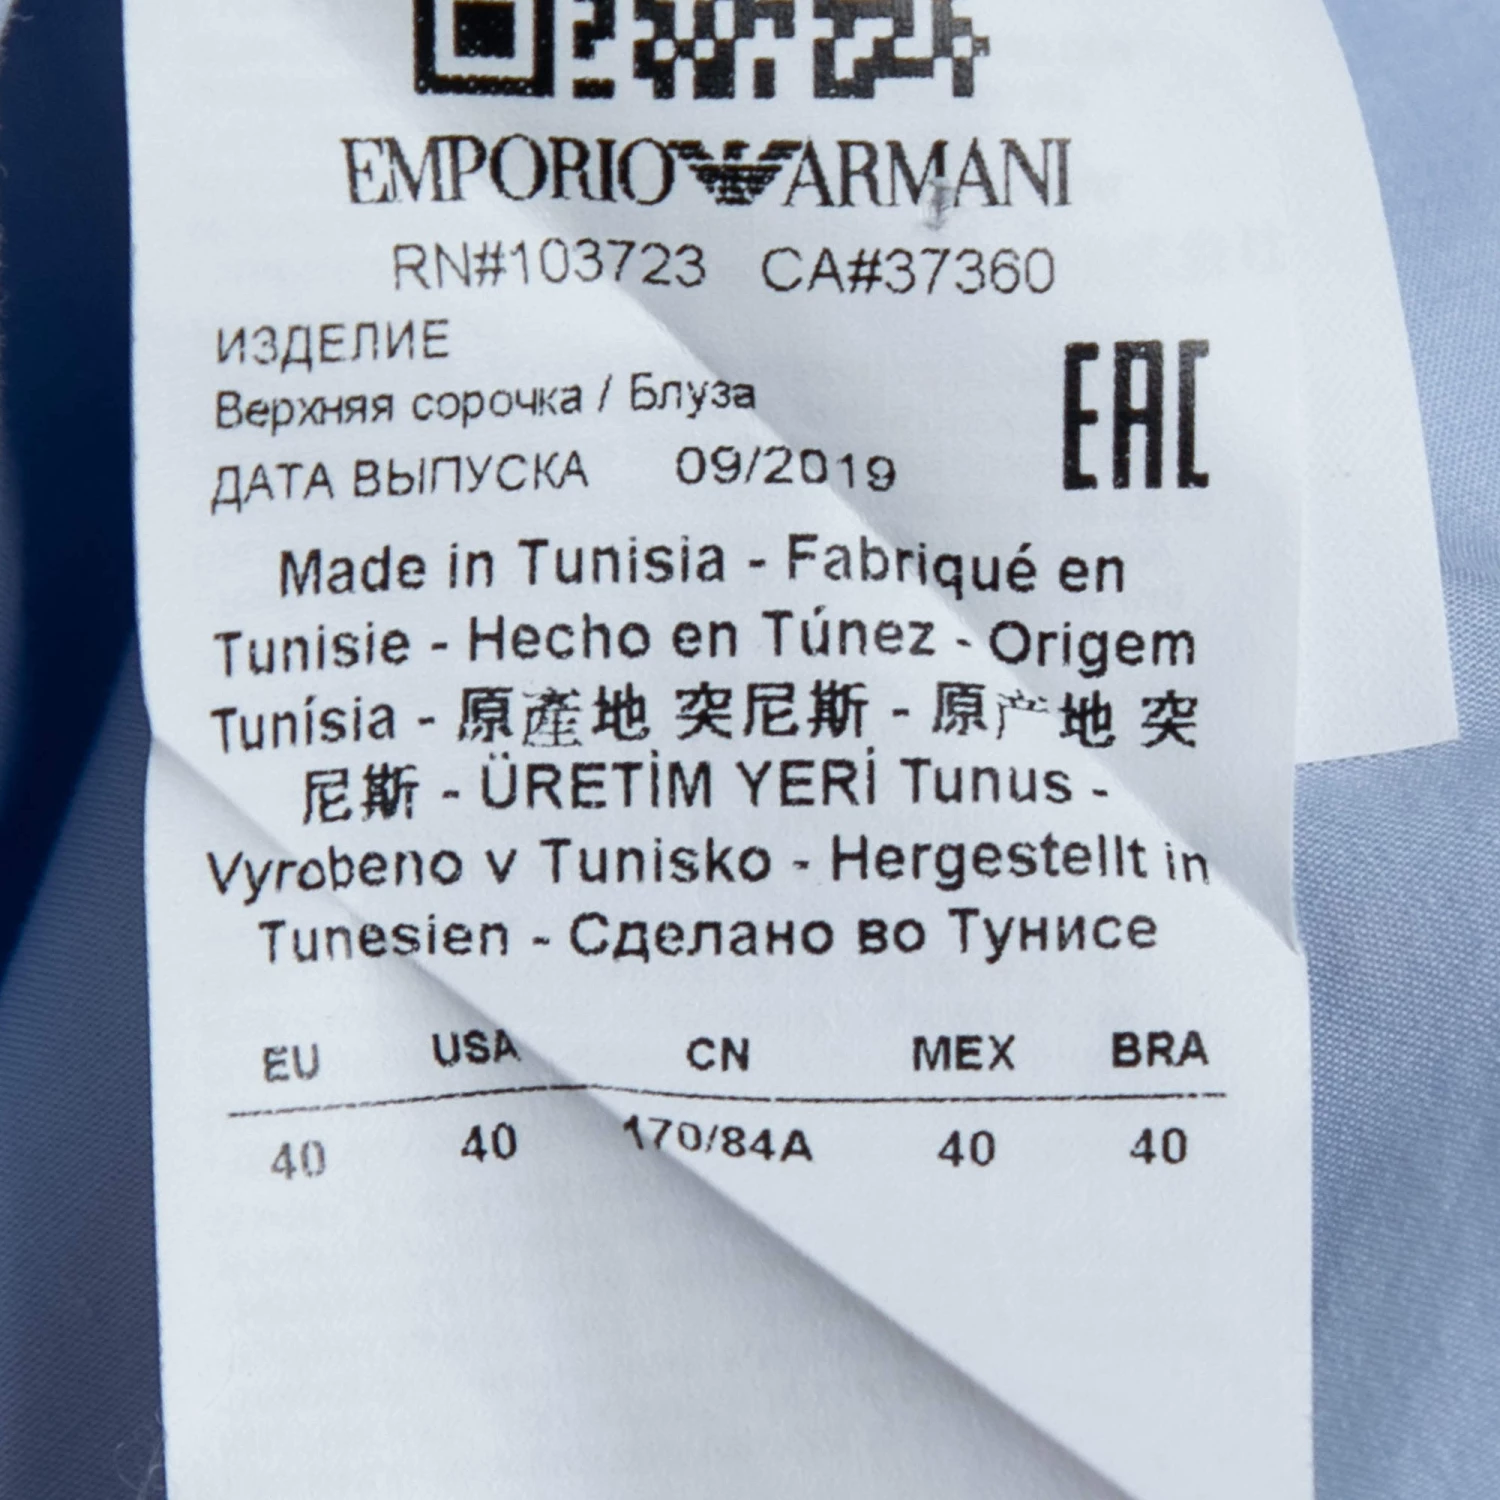 EMPORIO ARMANI
RN#103723 CA#37360
ИЗДЕЛИЕ
Верхняя сорочка / Блуза
EAC
ДАТА ВЫПУСКА 09/2019
Made in Tunisia - Fabriqué en
Tunisie - Hecho en Túnez - Origem
Tunísia - 原產地 突尼斯 - 原产地 突
尼斯 - ÜRETİM YERİ Tunus -
Vyrobeno v Tunisko - Hergestellt in
Tunesien - Сделано во Тунисе
EU USA CN MEX BRA
40 40 170/84A 40 40